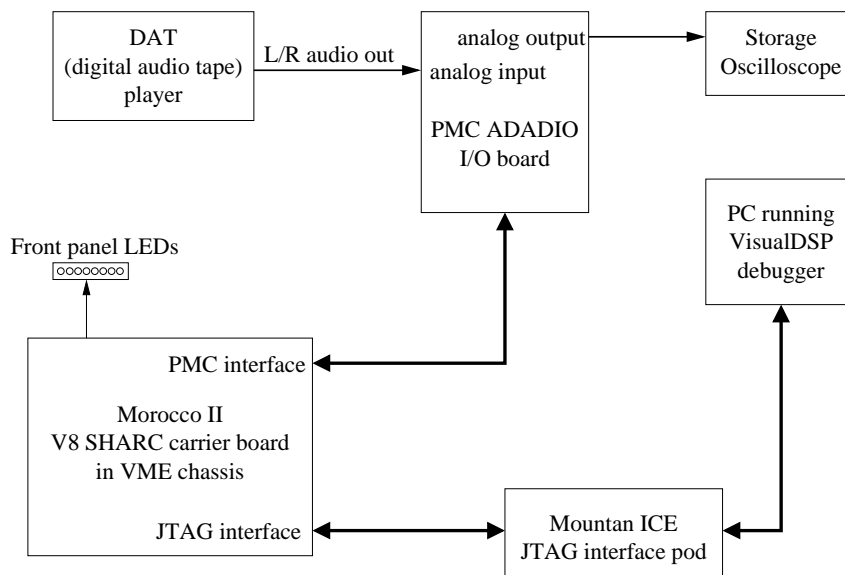 DAT
(digital audio tape)
player
L/R audio out
analog output
analog input
PMC ADADIO
I/O board
Storage
Oscilloscope
PC running
VisualDSP
debugger
Front panel LEDs
PMC interface
Morocco II
V8 SHARC carrier board
in VME chassis
JTAG interface
Mountan ICE
JTAG interface pod